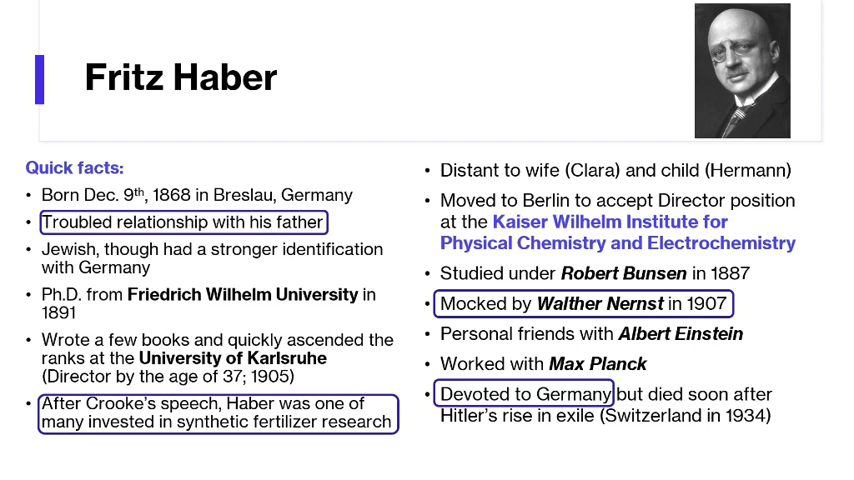 Fritz Haber
Quick facts:
• Born Dec. 9th, 1868 in Breslau, Germany
• Troubled relationship with his father
• Jewish, though had a stronger identification
with Germany
• Ph.D. from Friedrich Wilhelm University in
1891
• Wrote a few books and quickly ascended the
ranks at the University of Karlsruhe
(Director by the age of 37; 1905)
• After Crooke's speech, Haber was one of
many invested in synthetic fertilizer research
• Distant to wife (Clara) and child (Hermann)
• Moved to Berlin to accept Director position
at the Kaiser Wilhelm Institute for
Physical Chemistry and Electrochemistry
• Studied under Robert Bunsen in 1887
• Mocked by Walther Nernst in 1907
• Personal friends with Albert Einstein
• Worked with Max Planck
• Devoted to Germany but died soon after
Hitler's rise in exile (Switzerland in 1934)